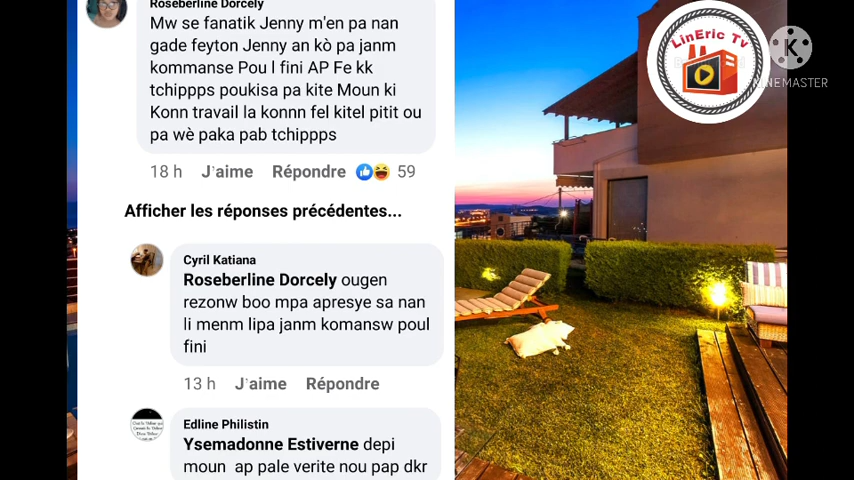 Roseberline Dorcely
Mw se fanatik Jenny m'en pa nan
gade feyton Jenny an kò pa janm
kommanse Pou l fini AP Fe kk
tchippps poukisa pa kite Moun ki
Konn travail la konnn fel kitel pitit ou
pa wè paka pab tchippps
18 h J'aime Répondre 59
Afficher les réponses précédentes...
Cyril Katiana
Roseberline Dorcely ougen
rezonw boo mpa apresye sa nan
li menm lipa janm komansw poul
fini
13 h J'aime Répondre
Edline Philistin
Ysemadonne Estiverne depi
moun ap pale verite nou pap dkr
LinEric Tv
KINEMASTER